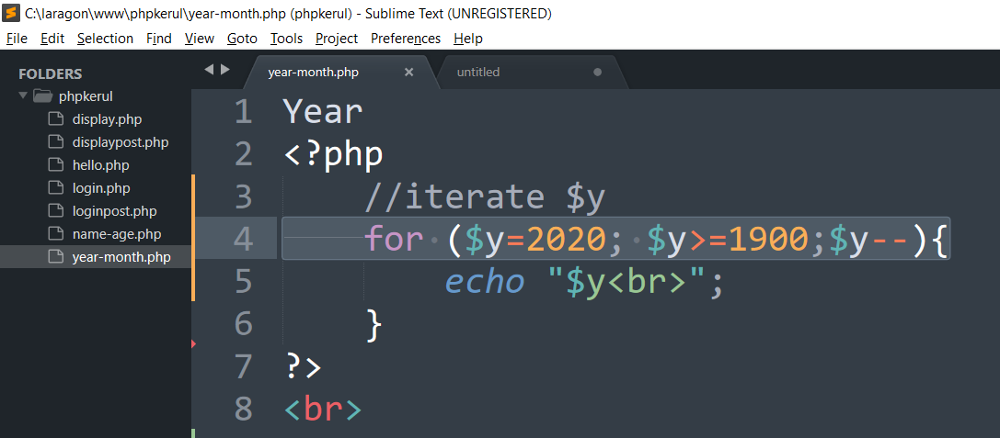 C:\laragon\www\phpkerul\year-month.php (phpkerul) - Sublime Text (UNREGISTERED)
File Edit Selection Find View Goto Tools Project Preferences Help
FOLDERS
phpkerul
display.php
displaypost.php
hello.php
login.php
loginpost.php
name-age.php
year-month.php
year-month.php × untitled
1 Year
2 <?php
3 //iterate $y
4 for ($y=2020; $y>=1900;$y--){
5 echo "$y<br>";
6 }
7 ?>
8 <br>